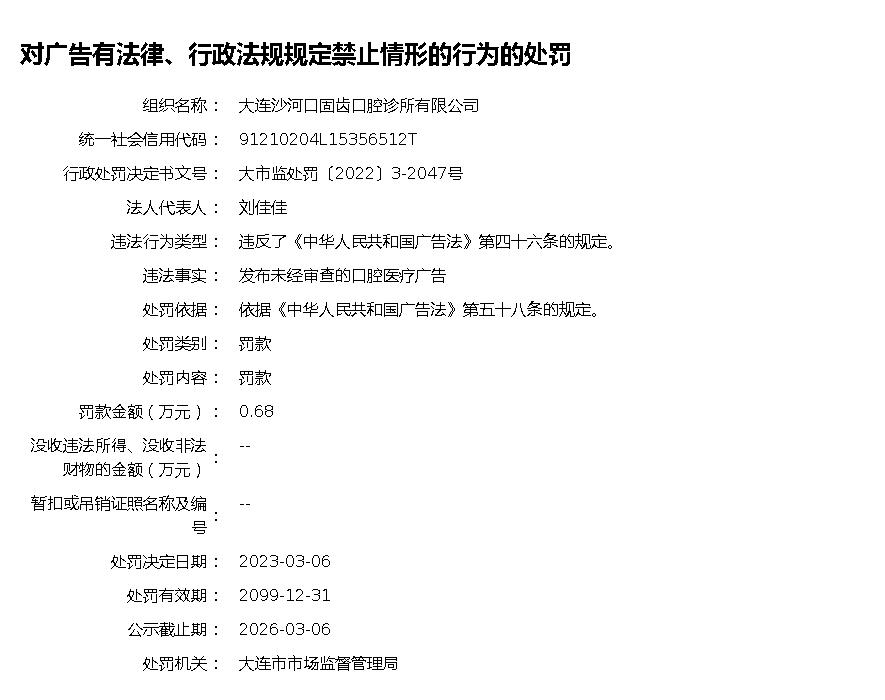 对广告有法律、行政法规规定禁止情形的行为的处罚
组织名称： 大连沙河口固齿口腔诊所有限公司
统一社会信用代码： 91210204L15356512T
行政处罚决定书文号： 大市监处罚〔2022〕3-2047号
法人代表人： 刘佳佳
违法行为类型： 违反了《中华人民共和国广告法》第四十六条的规定。
违法事实： 发布未经审查的口腔医疗广告
处罚依据： 依据《中华人民共和国广告法》第五十八条的规定。
处罚类别： 罚款
处罚内容： 罚款
罚款金额（万元）： 0.68
没收违法所得、没收非法
财物的金额（万元）： --
暂扣或吊销证照名称及编
号： --
处罚决定日期： 2023-03-06
处罚有效期： 2099-12-31
公示截止期： 2026-03-06
处罚机关： 大连市市场监督管理局